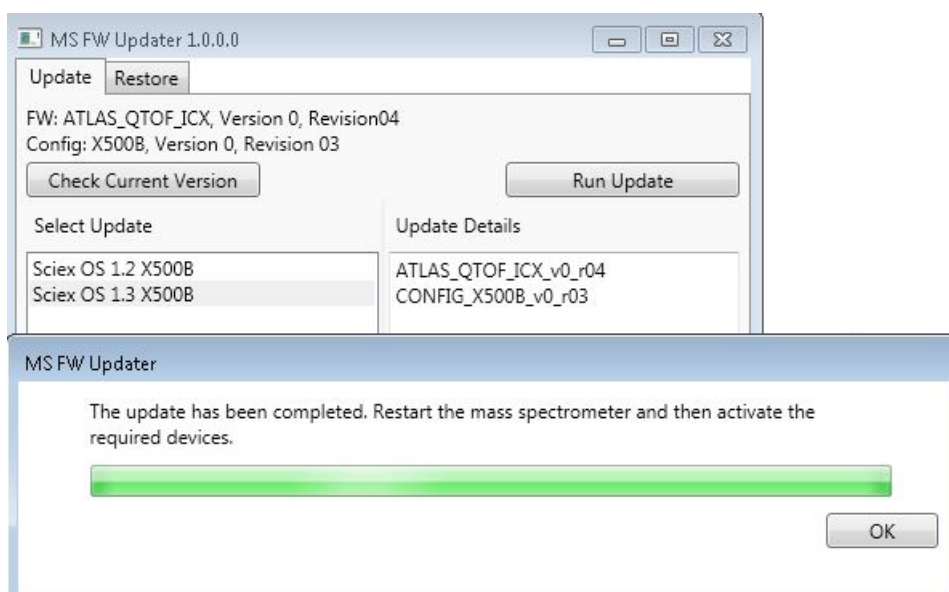 MS FW Updater 1.0.0.0
Update Restore
FW: ATLAS_QTOF_ICX, Version 0, Revision04
Config: X500B, Version 0, Revision 03
Check Current Version Run Update
Select Update Update Details
Sciex OS 1.2 X500B ATLAS_QTOF_ICX_v0_r04
Sciex OS 1.3 X500B CONFIG_X500B_v0_r03
MS FW Updater
The update has been completed. Restart the mass spectrometer and then activate the
required devices.
OK